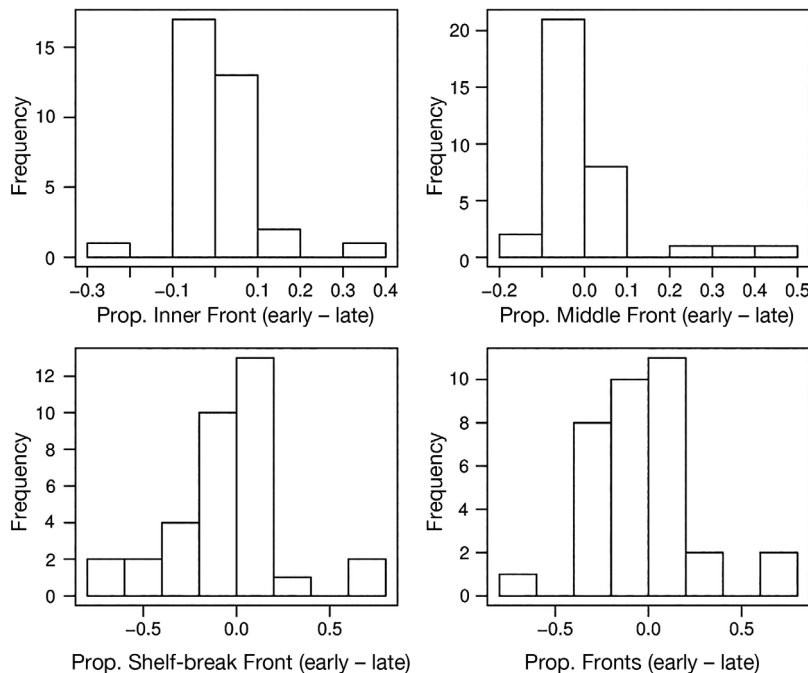 Frequency
15
10
5
0
−0.3 −0.1 0.1 0.2 0.3 0.4
Prop. Inner Front (early – late)
Frequency
20
15
10
5
0
−0.2 0.0 0.1 0.2 0.3 0.4 0.5
Prop. Middle Front (early – late)
Frequency
12
10
8
6
4
2
0
−0.5 0.0 0.5
Prop. Shelf-break Front (early – late)
Frequency
10
8
6
4
2
0
−0.5 0.0 0.5
Prop. Fronts (early – late)